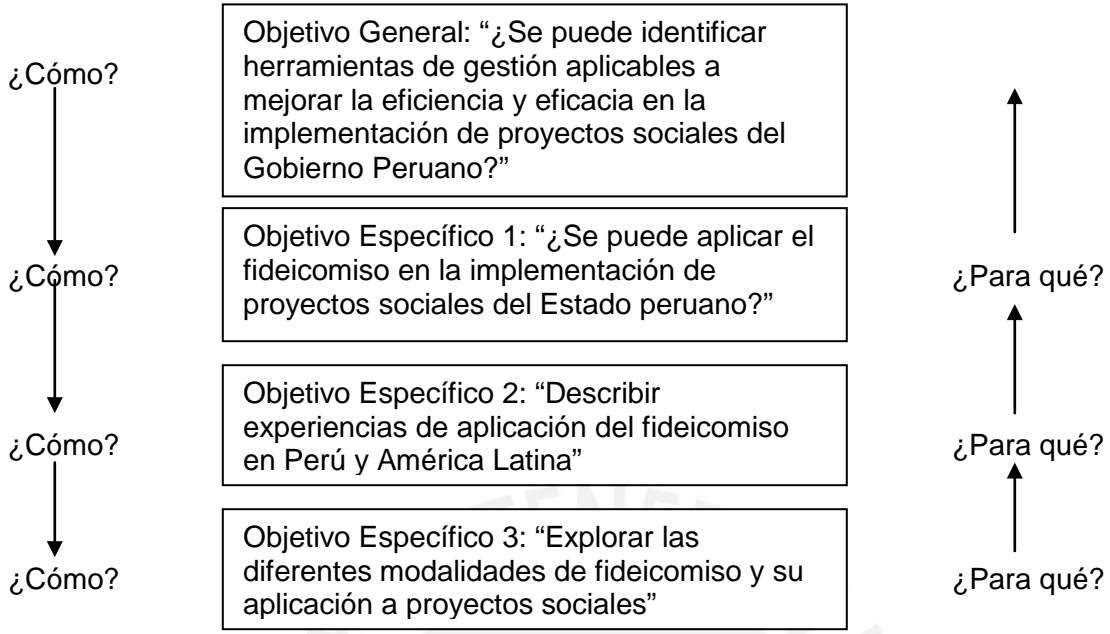 ¿Cómo?
Objetivo General: “¿Se puede identificar
herramientas de gestión aplicables a
mejorar la eficiencia y eficacia en la
implementación de proyectos sociales del
Gobierno Peruano?”
¿Cómo?
Objetivo Específico 1: “¿Se puede aplicar el
fideicomiso en la implementación de
proyectos sociales del Estado peruano?”
¿Para qué?
¿Cómo?
Objetivo Específico 2: “Describir
experiencias de aplicación del fideicomiso
en Perú y América Latina”
¿Para qué?
¿Cómo?
Objetivo Específico 3: “Explorar las
diferentes modalidades de fideicomiso y su
aplicación a proyectos sociales”
¿Para qué?